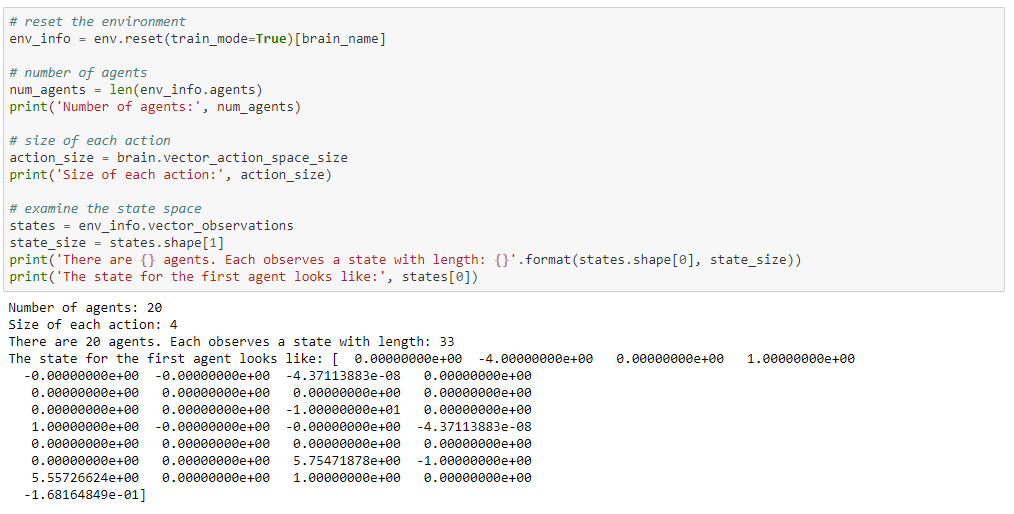 # reset the environment
env_info = env.reset(train_mode=True)[brain_name]
# number of agents
num_agents = len(env_info.agents)
print('Number of agents:', num_agents)
# size of each action
action_size = brain.vector_action_space_size
print('Size of each action:', action_size)
# examine the state space
states = env_info.vector_observations
state_size = states.shape[1]
print('There are {} agents. Each observes a state with length: {}'.format(states.shape[0], state_size))
print('The state for the first agent looks like:', states[0])
Number of agents: 20
Size of each action: 4
There are 20 agents. Each observes a state with length: 33
The state for the first agent looks like: [  0.00000000e+00  -4.00000000e+00   0.00000000e+00   1.00000000e+00
  -0.00000000e+00  -0.00000000e+00  -4.37113883e-08   0.00000000e+00
   0.00000000e+00   0.00000000e+00   0.00000000e+00   0.00000000e+00
   0.00000000e+00   0.00000000e+00  -1.00000000e+01   0.00000000e+00
   1.00000000e+00  -0.00000000e+00  -0.00000000e+00  -4.37113883e-08
   0.00000000e+00   0.00000000e+00   0.00000000e+00   0.00000000e+00
   0.00000000e+00   0.00000000e+00   5.75471878e+00  -1.00000000e+00
   5.55726624e+00   0.00000000e+00   1.00000000e+00   0.00000000e+00
  -1.68164849e-01]